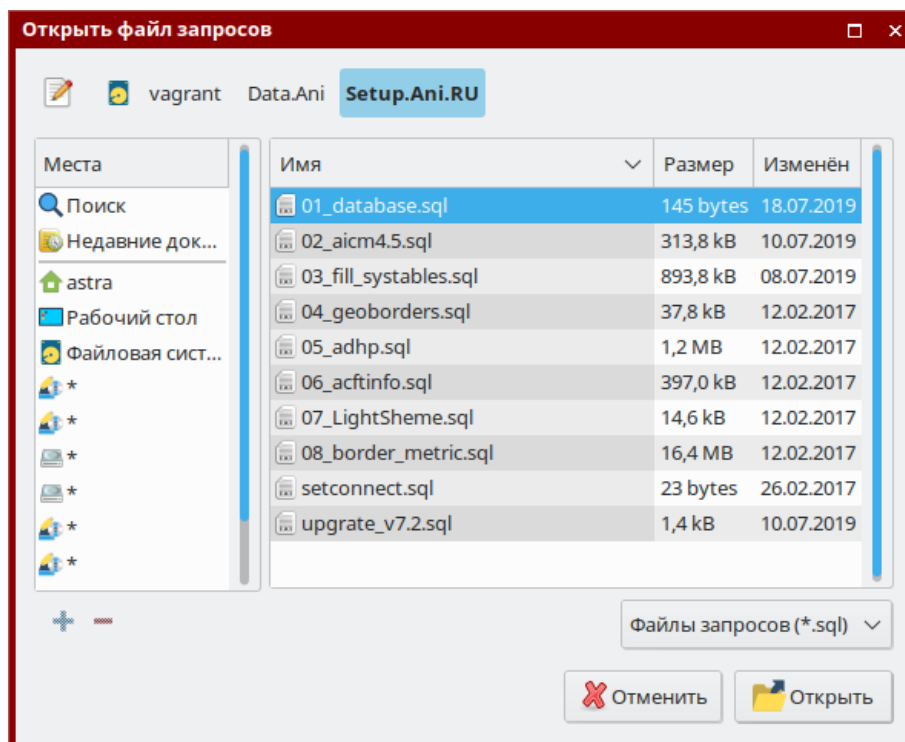 Открыть файл запросов
vagrant Data.Ani Setup.Ani.RU
Места
Поиск
Недавние док...
astra
Рабочий стол
Файловая сист...
*
*
*
*
*
*
Имя Размер Изменён
01_database.sql 145 bytes 18.07.2019
02_aicm4.5.sql 313,8 kB 10.07.2019
03_fill_systables.sql 893,8 kB 08.07.2019
04_geoborders.sql 37,8 kB 12.02.2017
05_adhp.sql 1,2 MB 12.02.2017
06_acftinfo.sql 397,0 kB 12.02.2017
07_LightSheme.sql 14,6 kB 12.02.2017
08_border_metric.sql 16,4 MB 12.02.2017
setconnect.sql 23 bytes 26.02.2017
upgrate_v7.2.sql 1,4 kB 10.07.2019
Файлы запросов (*.sql)
Отменить Открыть